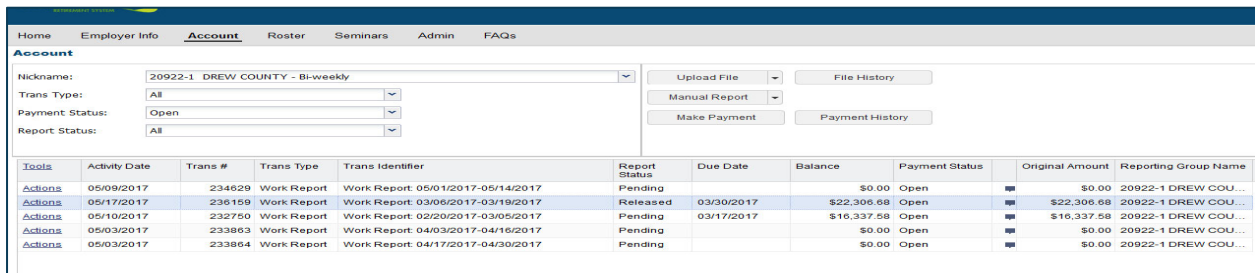 RETIREMENT SYSTEM
Home Employer Info Account Roster Seminars Admin FAQs
Account
Nickname: 20922-1 DREW COUNTY - Bi-weekly Upload File File History
Trans Type: All Manual Report
Payment Status: Open Make Payment Payment History
Report Status: All
Tools Activity Date Trans # Trans Type Trans Identifier Report Status Due Date Balance Payment Status Original Amount Reporting Group Name
Actions 05/09/2017 234629 Work Report Work Report: 05/01/2017-05/14/2017 Pending $0.00 Open $0.00 20922-1 DREW COU...
Actions 05/17/2017 236159 Work Report Work Report: 03/06/2017-03/19/2017 Released 03/30/2017 $22,306.68 Open $22,306.68 20922-1 DREW COU...
Actions 05/10/2017 232750 Work Report Work Report: 02/20/2017-03/05/2017 Pending 03/17/2017 $16,337.58 Open $16,337.58 20922-1 DREW COU...
Actions 05/03/2017 233863 Work Report Work Report: 04/03/2017-04/16/2017 Pending $0.00 Open $0.00 20922-1 DREW COU...
Actions 05/03/2017 233864 Work Report Work Report: 04/17/2017-04/30/2017 Pending $0.00 Open $0.00 20922-1 DREW COU...